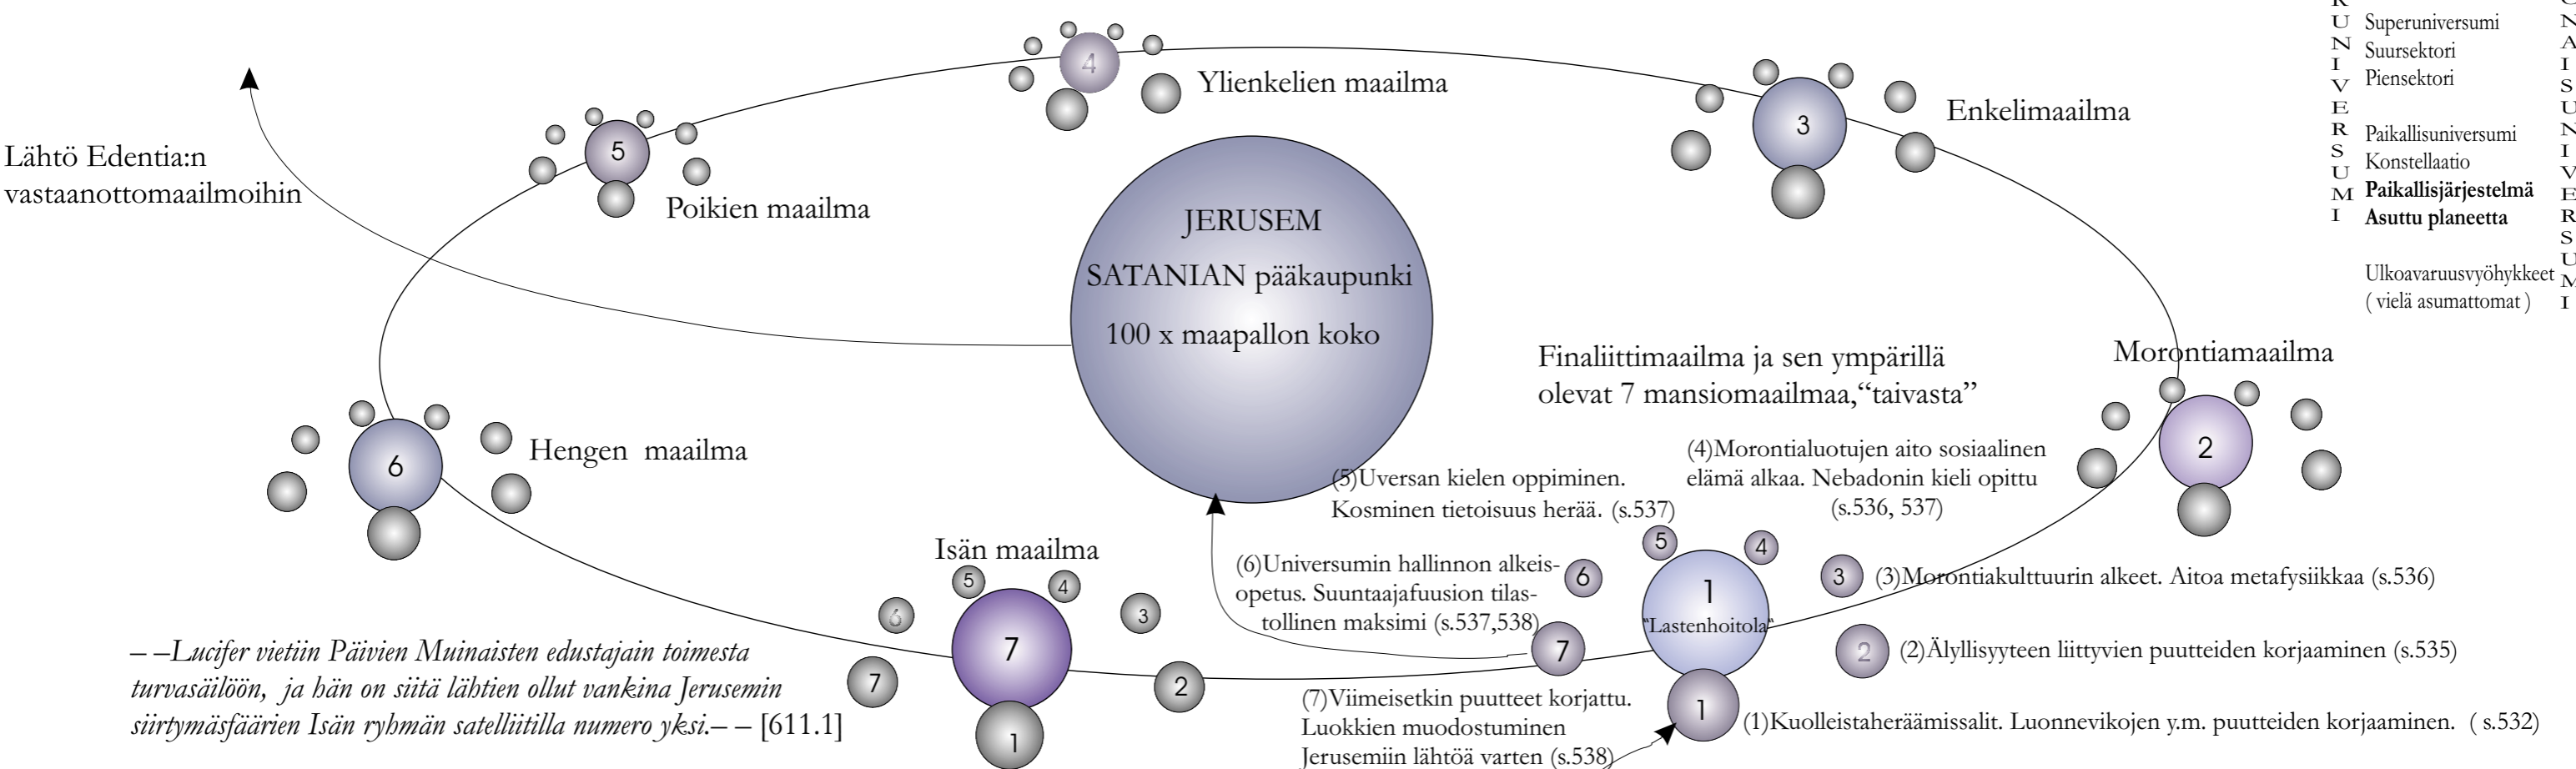 Superuniversumi
Suursektori
Piensektori
Paikallisuniversumi
Konstellaatio
Paikallisjärjestelmä
Asuttu planeetta
Ulkoavaruusvyöhykkeet
( vielä asumattomat )
U
N
I
V
E
R
S
U
M
I
N
A
I
S
U
N
I
V
E
R
S
U
M
I
4
Ylienkelien maailma
3
Enkelimaailma
5
Poikien maailma
Lähtö Edentia:n
vastaanottomaailmoihin
JERUSEM
SATANIAN pääkaupunki
100 x maapallon koko
Finaliittimaailma ja sen ympärillä
olevat 7 mansiomaailmaa,“taivasta”
Morontiamaailma
2
6
Hengen maailma
(5)Uversan kielen oppiminen.
Kosminen tietoisuus herää. (s.537)
(4)Morontialuotujen aito sosiaalinen
elämä alkaa. Nebadonin kieli opittu
(s.536, 537)
(6)Universumin hallinnon alkeis-
opetus. Suuntaajafuusion tilas-
tollinen maksimi (s.537,538)
5
4
6
3
(3)Morontiakulttuurin alkeet. Aitoa metafysiikkaa (s.536)
1
"Lastenhoitola"
7
2
(2)Älyllisyyteen liittyvien puutteiden korjaaminen (s.535)
1
(1)Kuolleistaheräämissalit. Luonnevikojen y.m. puutteiden korjaaminen. ( s.532)
(7)Viimeisetkin puutteet korjattu.
Luokkien muodostuminen
Jerusemiin lähtöä varten (s.538)
Isän maailma
5
4
6
3
7
7
2
1
– –Lucifer vietiin Päivien Muinaisten edustajain toimesta
turvasäilöön, ja hän on siitä lähtien ollut vankina Jerusemin
siirtymäsfäärien Isän ryhmän satelliitilla numero yksi.– – [611.1]